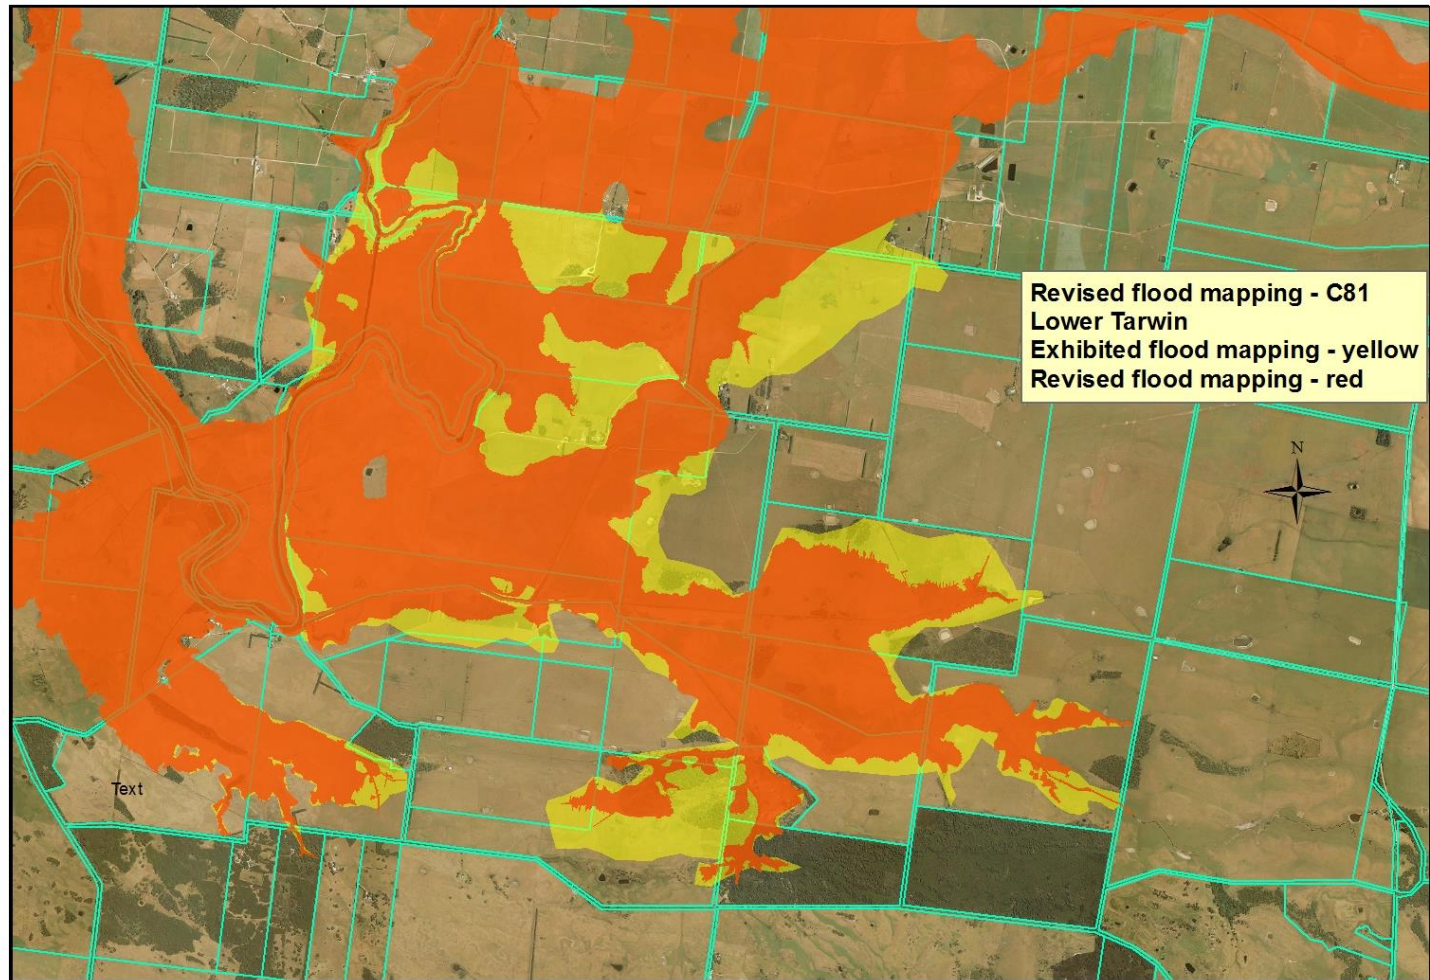 Revised flood mapping - C81
Lower Tarwin
Exhibited flood mapping - yellow
Revised flood mapping - red
N
Text